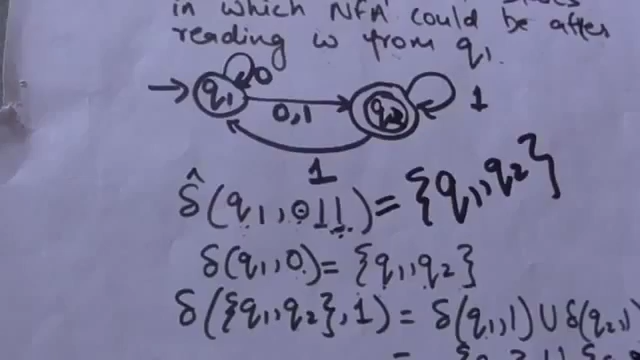 in which NFA could be after
reading w from q₁.
q₁
0
0,1
q₂
1
1
δ̂(q₁,011)={q₁,q₂}
δ(q₁,0)={q₁,q₂}
δ({q₁,q₂},1) = δ(q₁,1)∪δ(q₂,1)
=